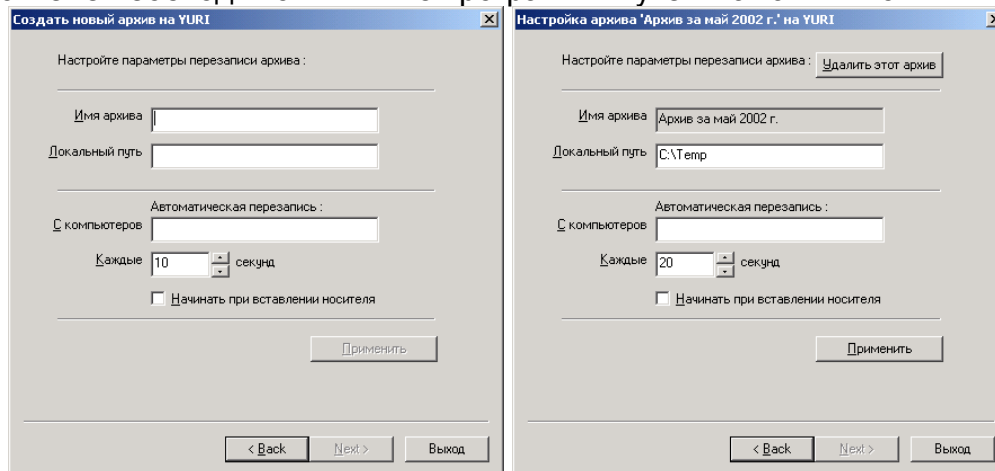 Создать новый архив на YURI
Настройте параметры перезаписи архива :
Имя архива
Локальный путь
Автоматическая перезапись :
С компьютеров
Каждые 10 секунд
Начинать при вставлении носителя
Применить
< Back Next > Выход
Настройка архива 'Архив за май 2002 г.' на YURI
Настройте параметры перезаписи архива : Удалить этот архив
Имя архива Архив за май 2002 г.
Локальный путь C:\Temp
Автоматическая перезапись :
С компьютеров
Каждые 20 секунд
Начинать при вставлении носителя
Применить
< Back Next > Выход